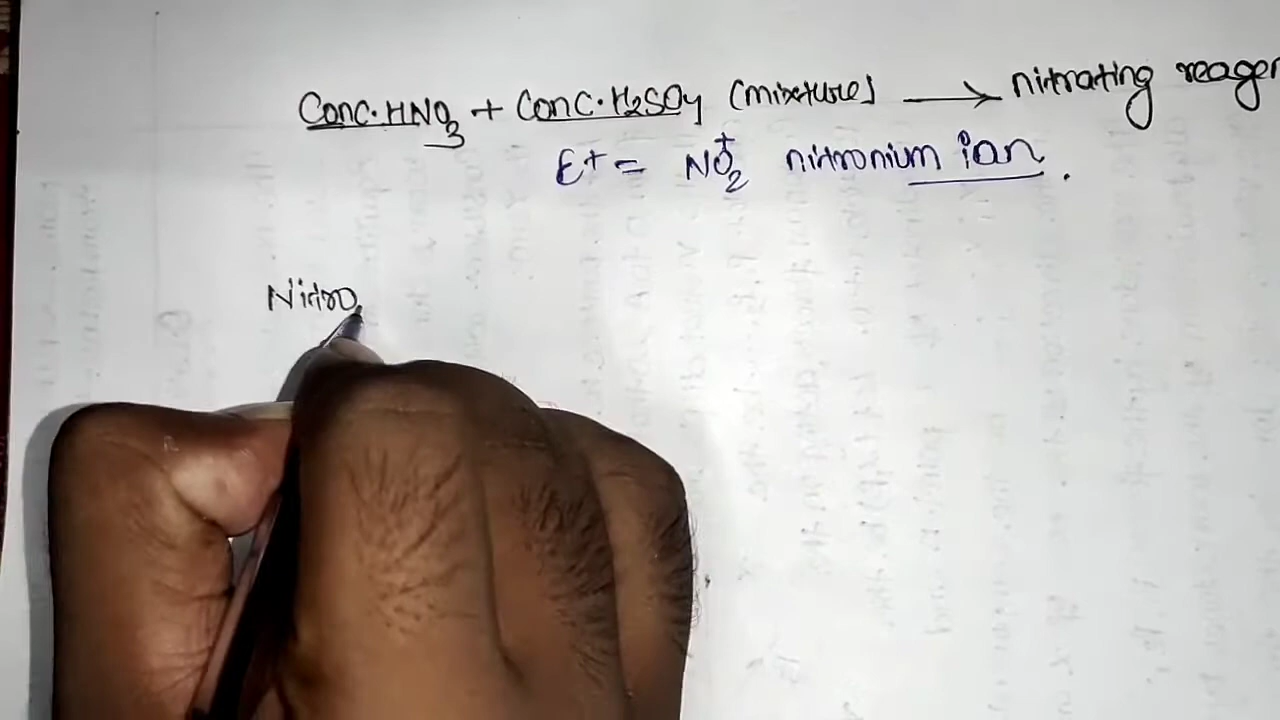 Conc. HNO3 + Conc. H2SO4 (mixture) → nitrating reagen
E+ = NO2+ nitronium ion.
Nitro